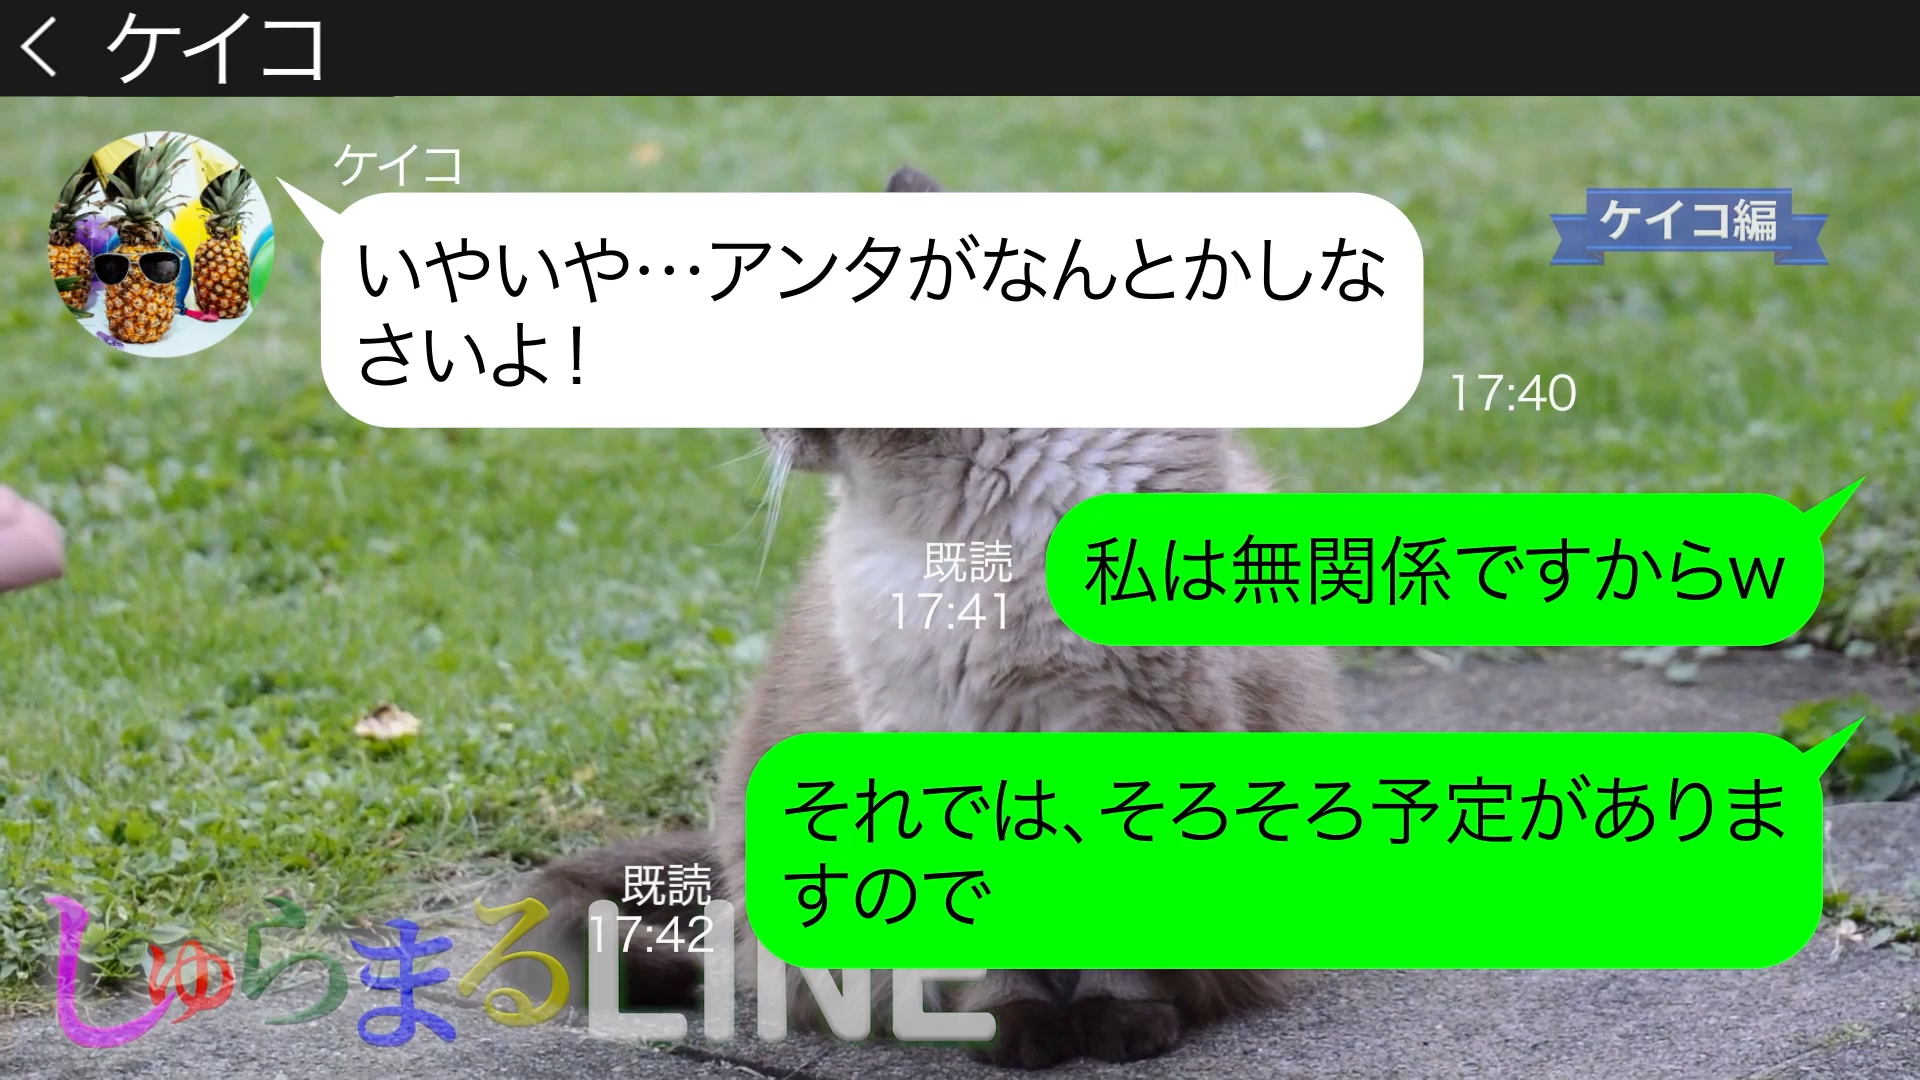 ケイコ
ケイコ
ケイコ編
いやいや…アンタがなんとかしな
さいよ！
17:40
私は無関係ですからw
既読
17:41
それでは、そろそろ予定がありま
すので
既読
17:42
しゅらまるLINE